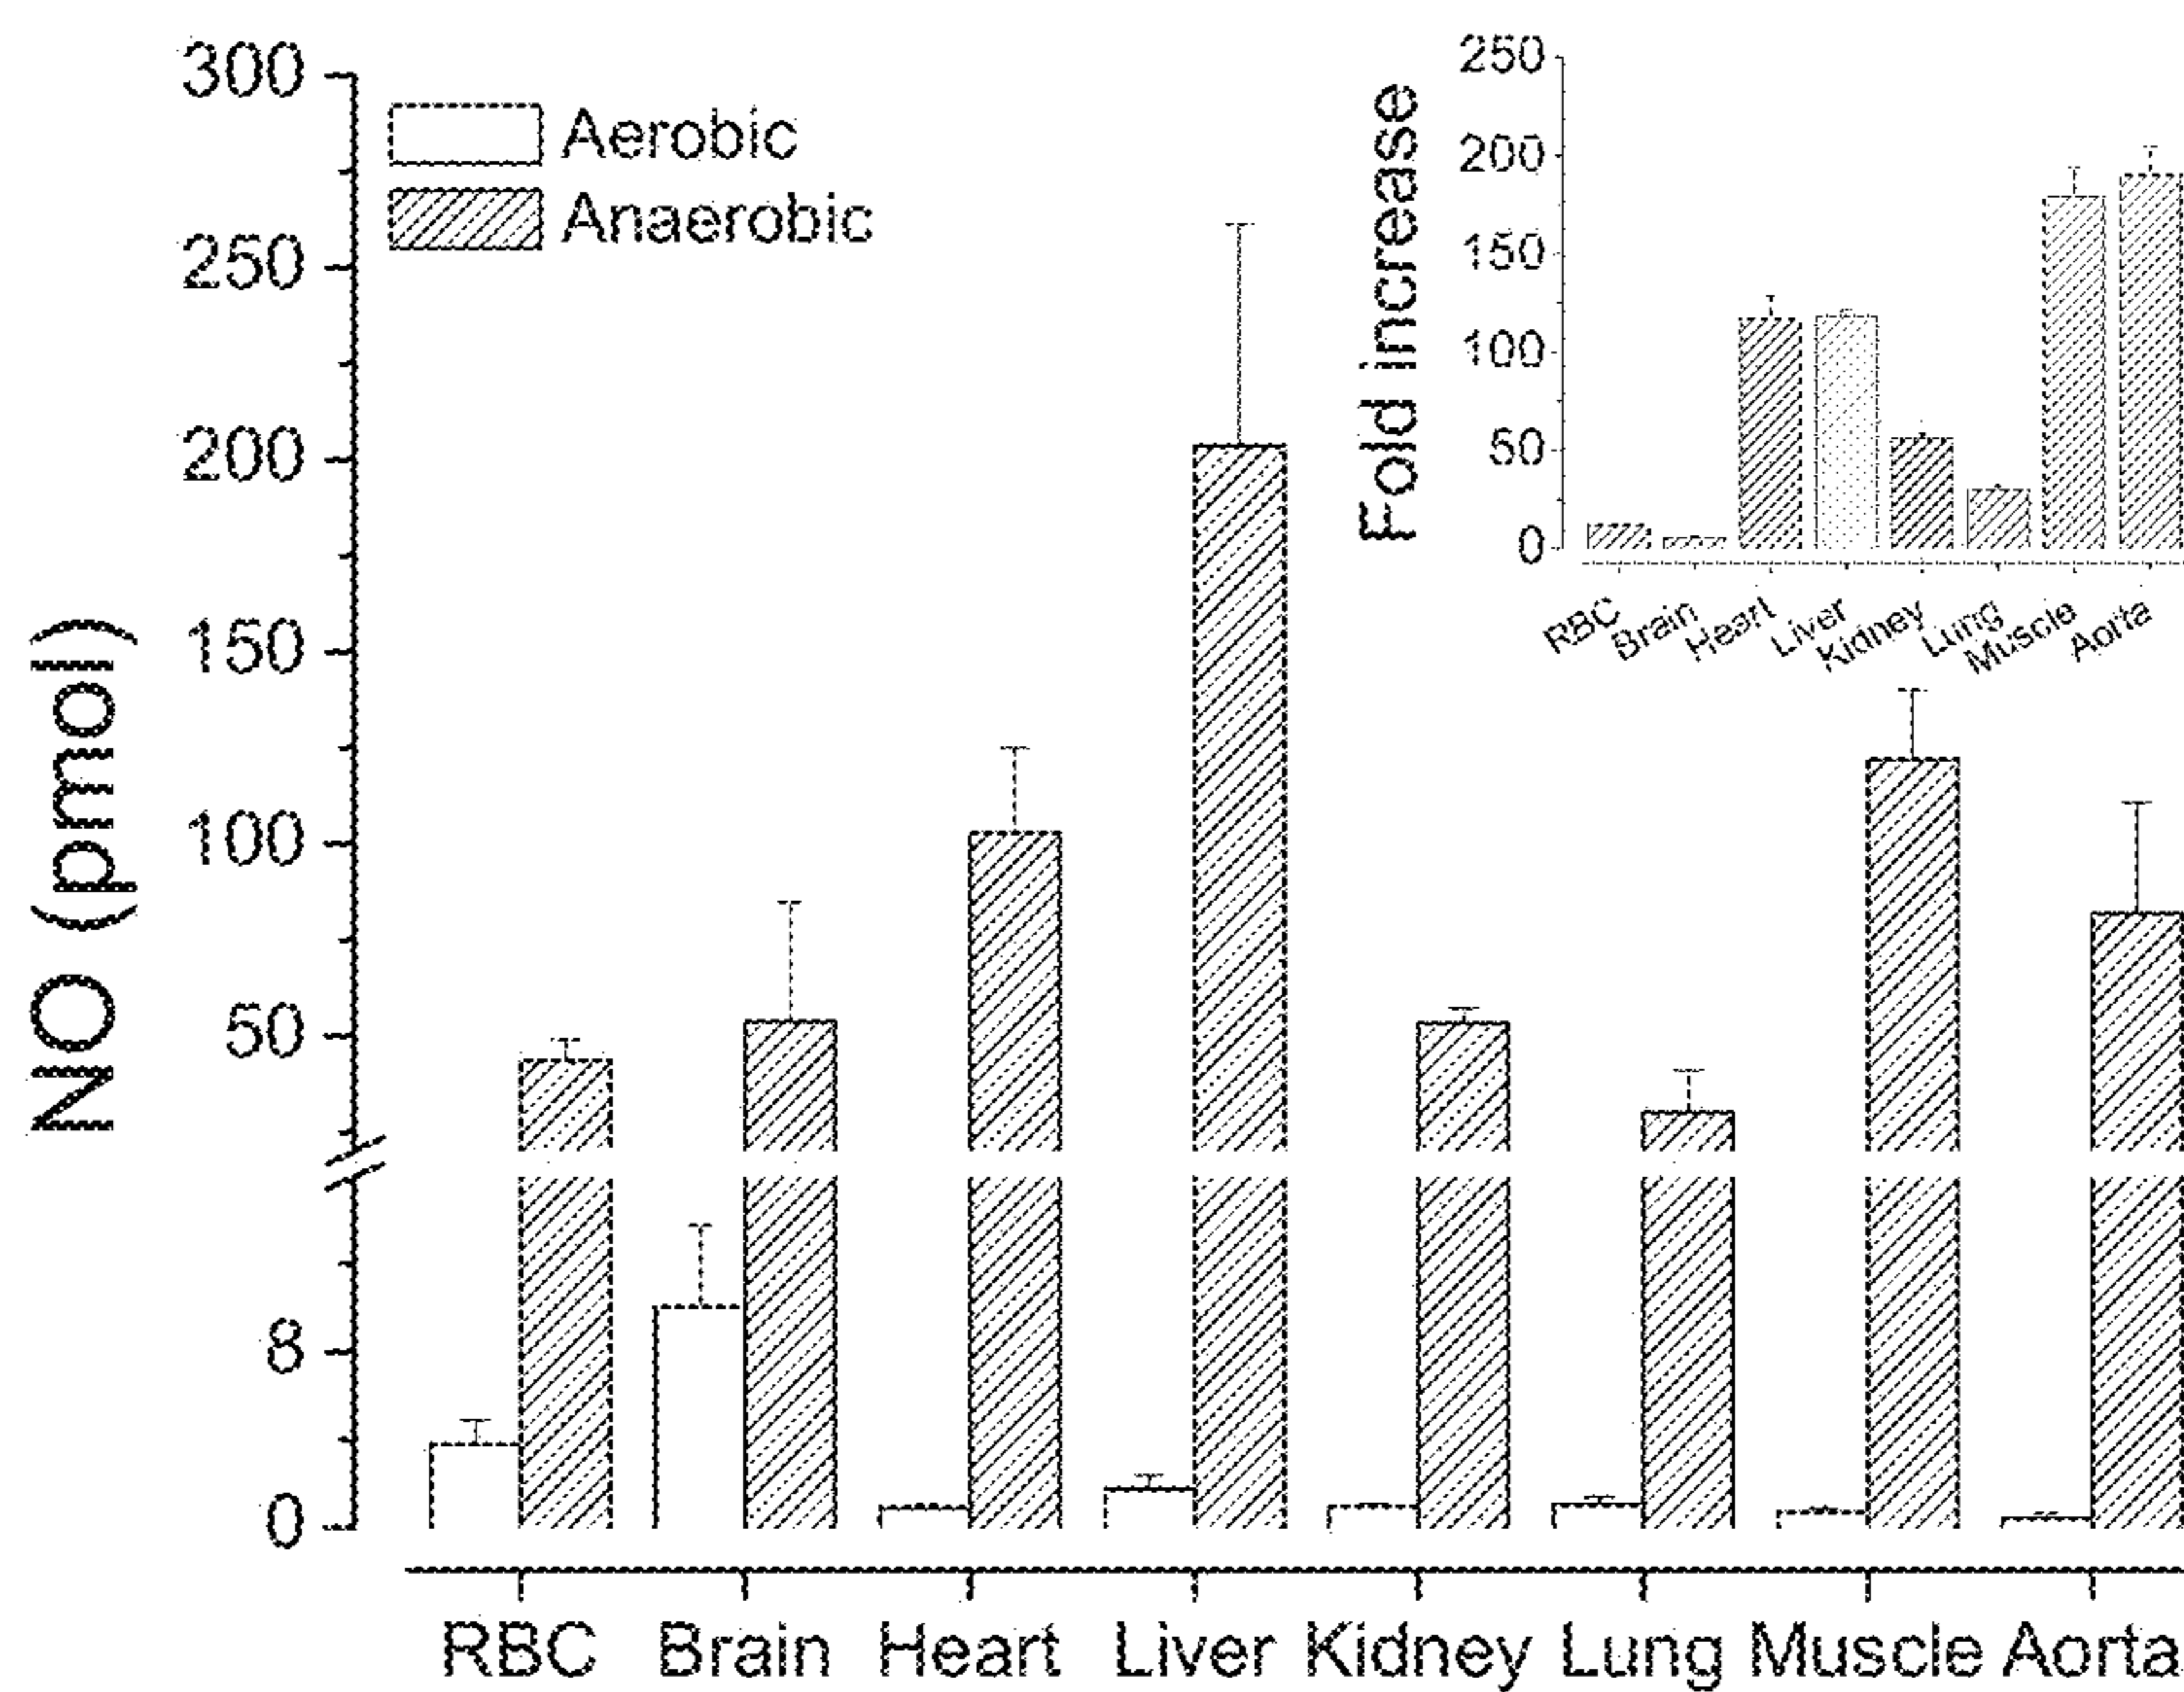 NO (pmol)
300
250
200
150
100
50
8
0
Aerobic
Anaerobic
RBC Brain Heart Liver Kidney Lung Muscle Aorta
Fold increase
250
200
150
100
50
0
RBC Brain Heart Liver Kidney Lung Muscle Aorta